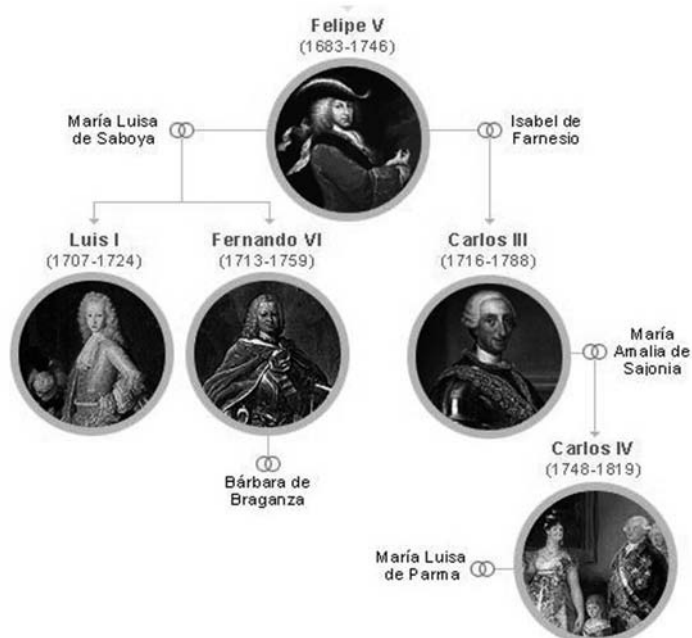 Felipe V
(1683-1746)
María Luisa
de Saboya
Isabel de
Farnesio
Luis I
(1707-1724)
Fernando VI
(1713-1759)
Carlos III
(1716-1788)
María
Amalia de
Sajonia
Bárbara de
Braganza
Carlos IV
(1748-1819)
María Luisa
de Parma